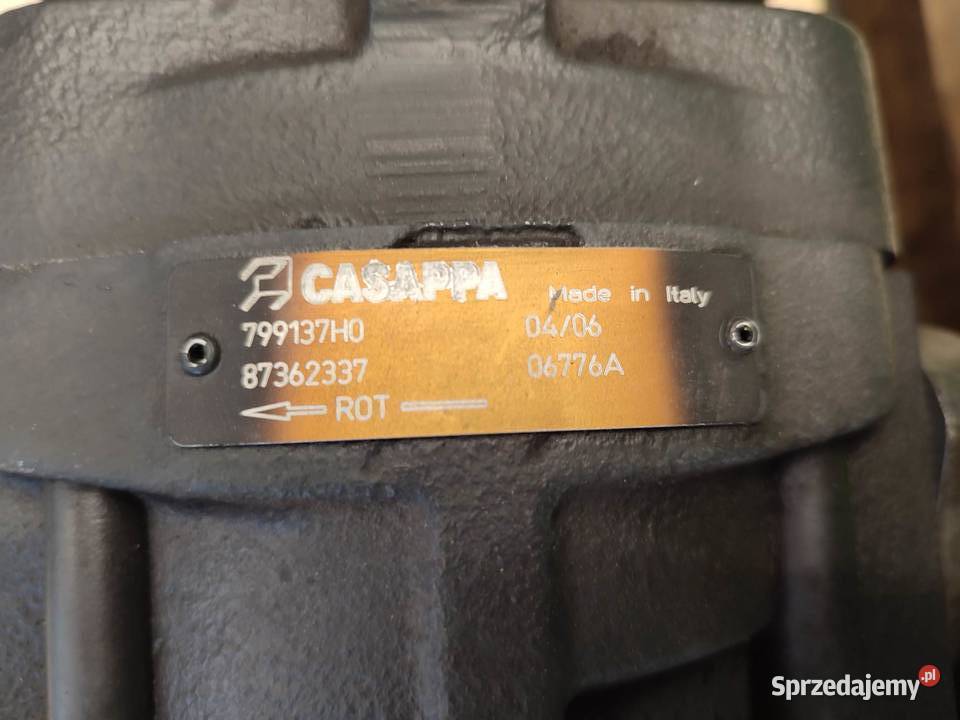 CASAPPA Made in Italy
799137H0 04/06
87362337 06776A
ROT
Sprzedajemy.pl